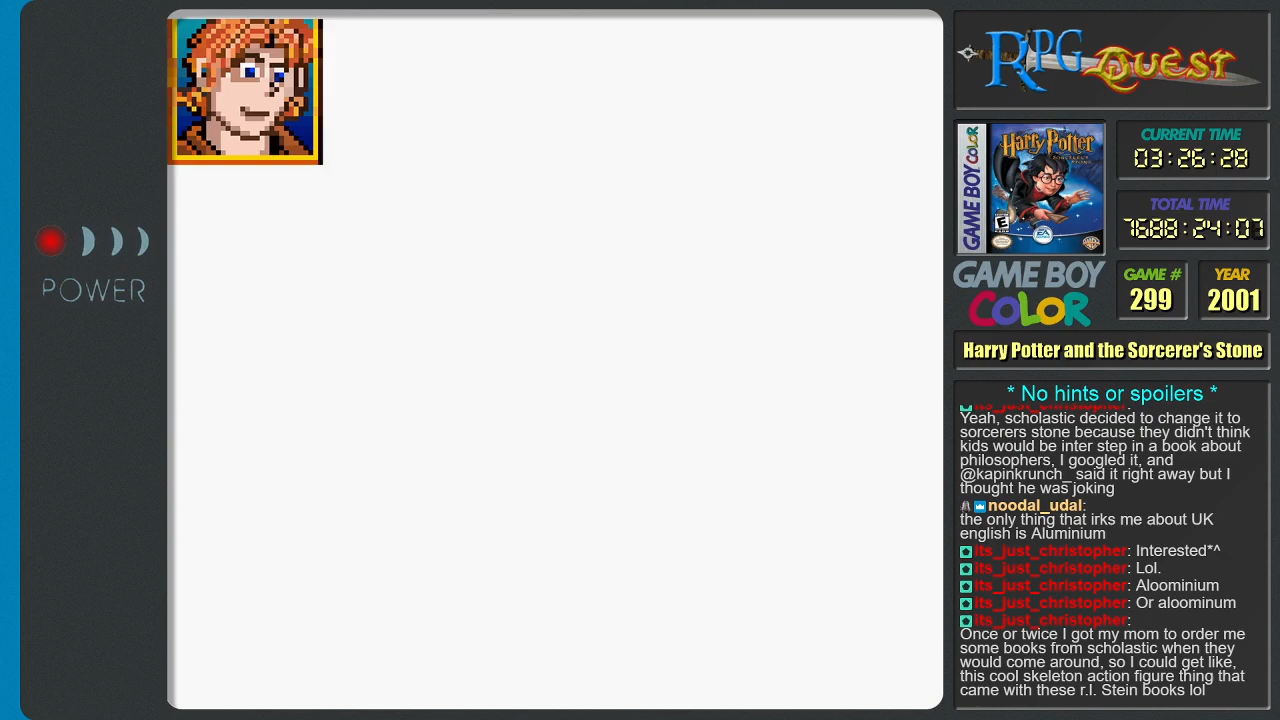 POWER
RPG QUEST
GAME BOY COLOR
Harry Potter
SORCERER'S STONE
E
EA GAMES
CURRENT TIME
03:26:28
TOTAL TIME
7688:24:07
GAME BOY
COLOR
GAME #
299
YEAR
2001
Harry Potter and the Sorcerer's Stone
* No hints or spoilers *
its_just_christopher:
Yeah, scholastic decided to change it to
sorcerers stone because they didn't think
kids would be inter step in a book about
philosophers, I googled it, and
@kapinkrunch_ said it right away but I
thought he was joking
noodal_udal:
the only thing that irks me about UK
english is Aluminium
its_just_christopher: Interested*^
its_just_christopher: Lol.
its_just_christopher: Aloominium
its_just_christopher: Or aloominum
its_just_christopher:
Once or twice I got my mom to order me
some books from scholastic when they
would come around, so I could get like,
this cool skeleton action figure thing that
came with these r.l. Stein books lol